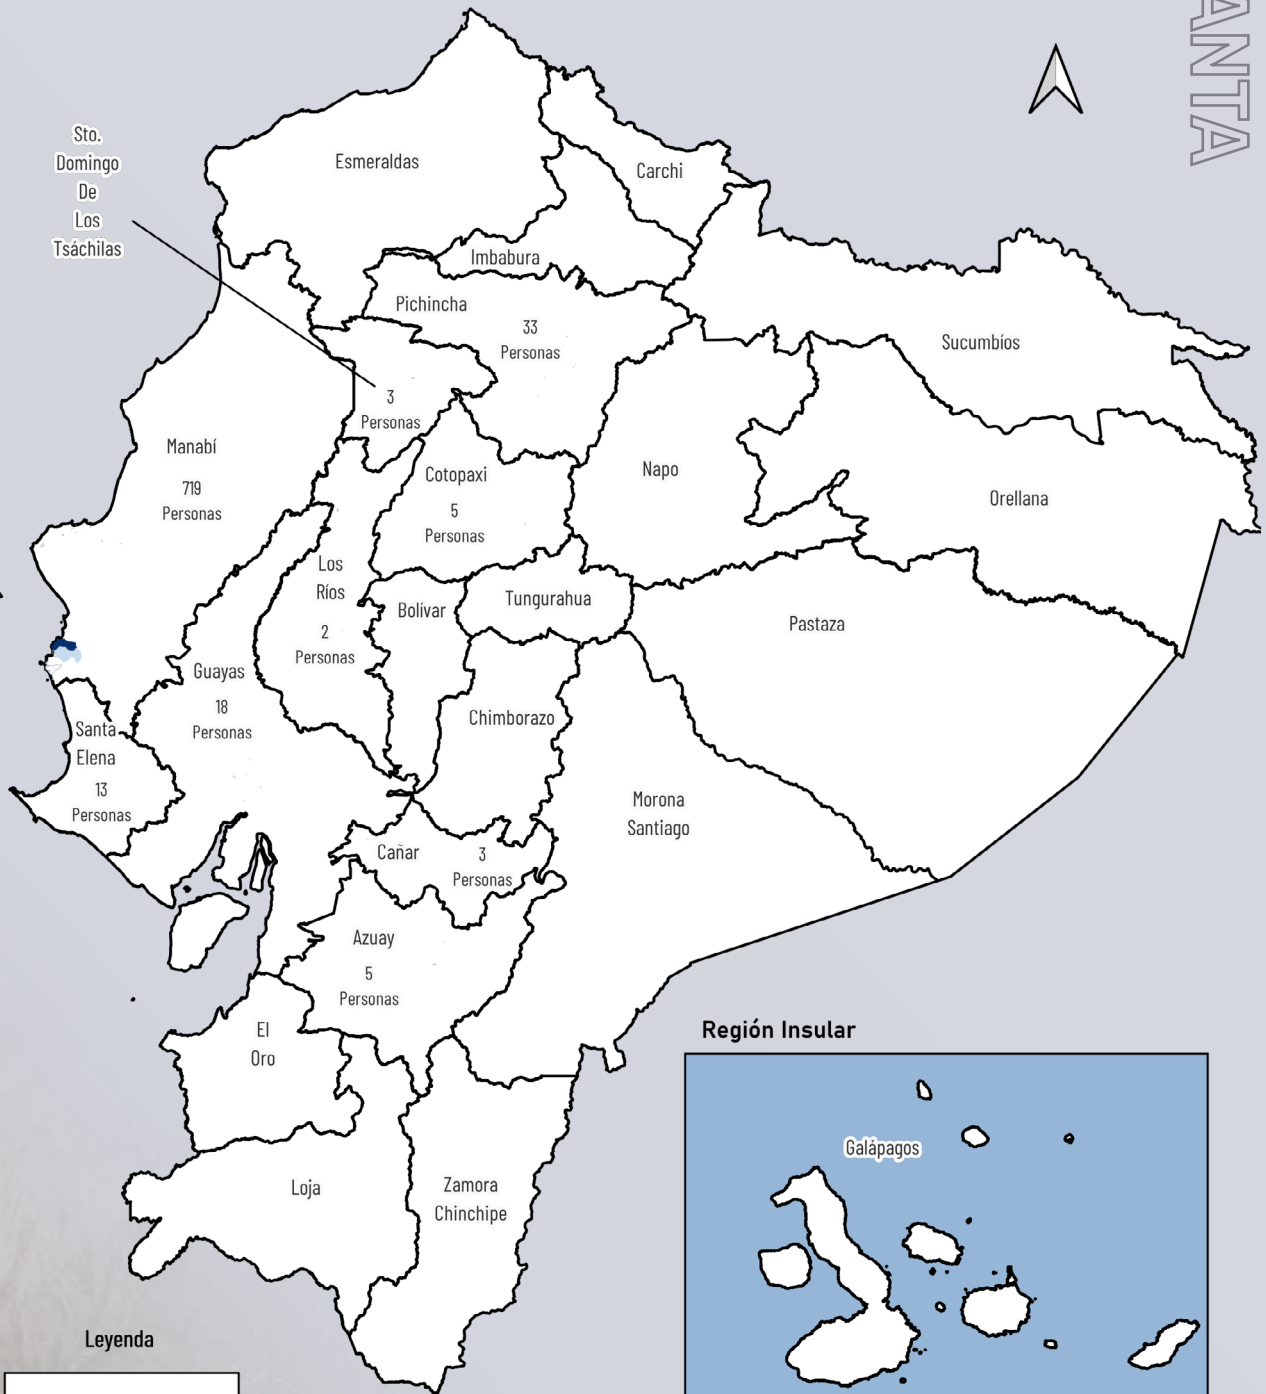 ANTA
Sto.
Domingo
De
Los
Tsáchilas
Esmeraldas
Carchi
Imbabura
Pichincha
33
Personas
Sucumbíos
3
Personas
Manabí
719
Personas
Cotopaxi
5
Personas
Napo
Orellana
Los
Ríos
2
Personas
Bolívar
Tungurahua
Pastaza
Guayas
18
Personas
Santa
Elena
13
Personas
Chimborazo
Morona
Santiago
Cañar
3
Personas
Azuay
5
Personas
El
Oro
Región Insular
Galápagos
Loja
Zamora
Chinchipe
Leyenda